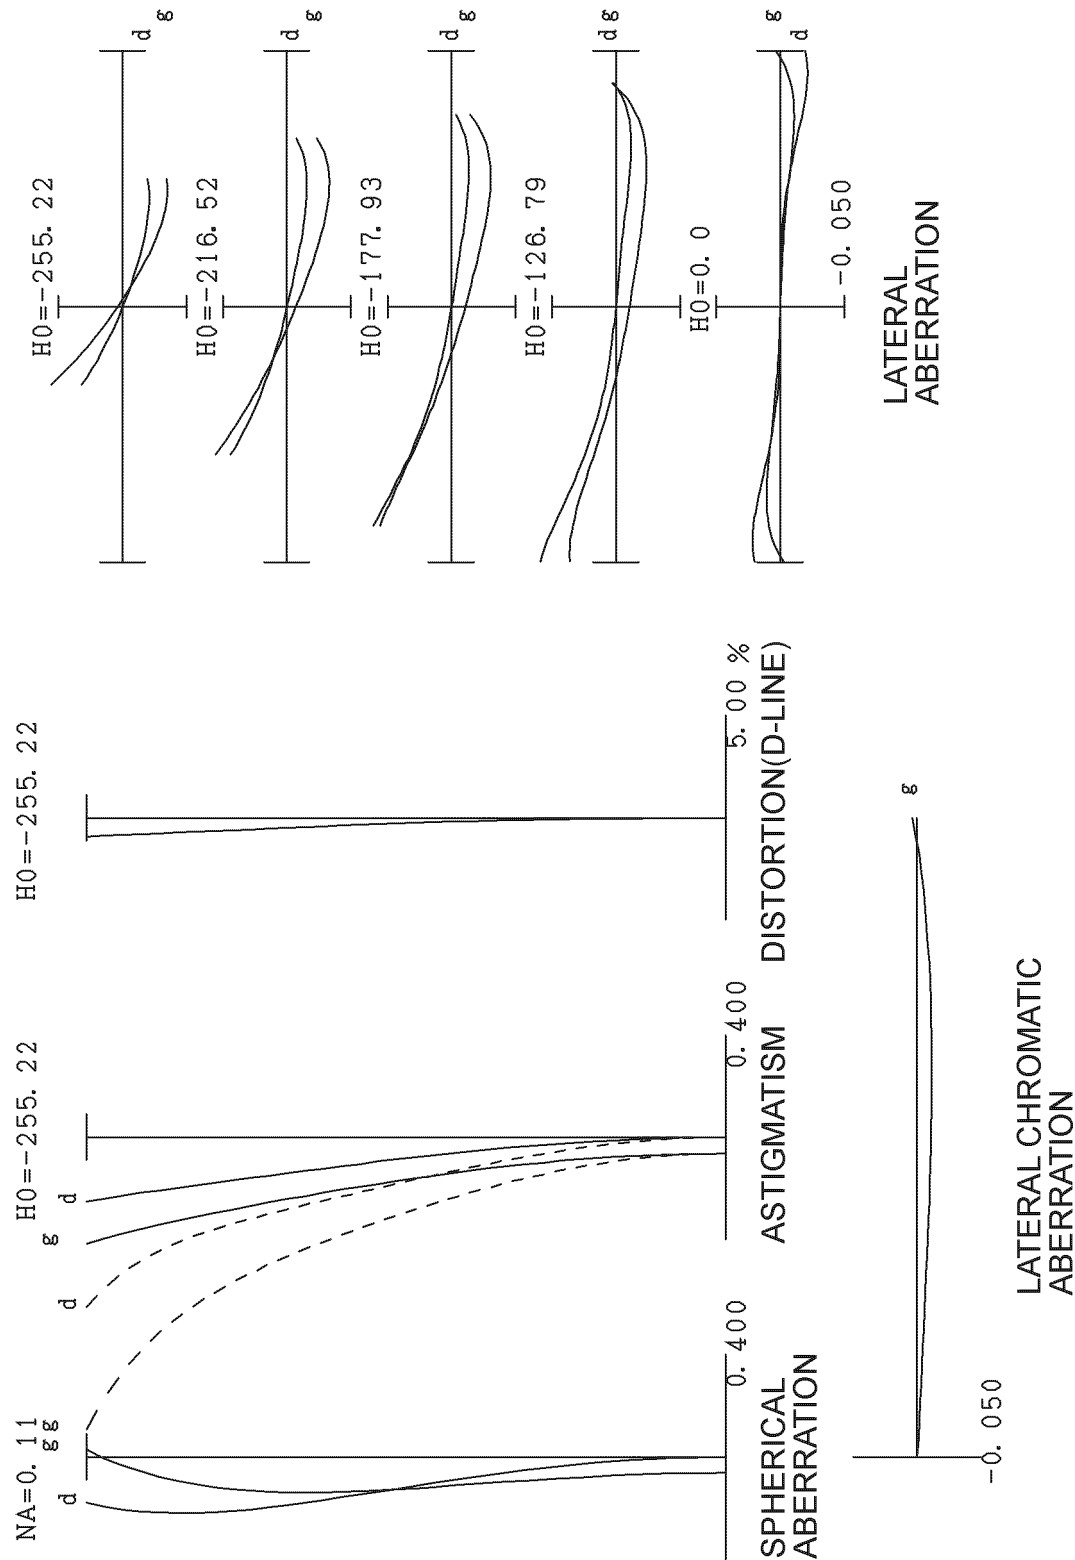 NA=0.11
g
d
0.400
SPHERICAL
ABERRATION
H0=-255.22
d
g
d
g
0.400
ASTIGMATISM
H0=-255.22
5.00 %
DISTORTION(D-LINE)
g
-0.050
LATERAL CHROMATIC
ABERRATION
H0=-255.22
d
g
H0=-216.52
d
g
H0=-177.93
d
g
H0=-126.79
d
g
H0=0.0
g
d
-0.050
LATERAL
ABERRATION